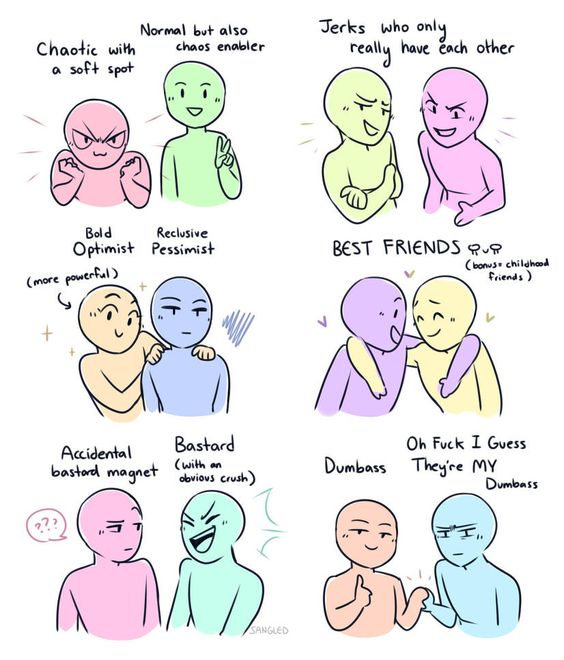 Chaotic with
a soft spot
Normal but also
chaos enabler
Jerks who only
really have each other
Bold
Optimist
Reclusive
Pessimist
(more powerful)
BEST FRIENDS
(bonus= childhood
friends)
Accidental
bastard magnet
Bastard
(with an
obvious crush)
???
Dumbass
Oh Fuck I Guess
They're MY
Dumbass
SANGLED